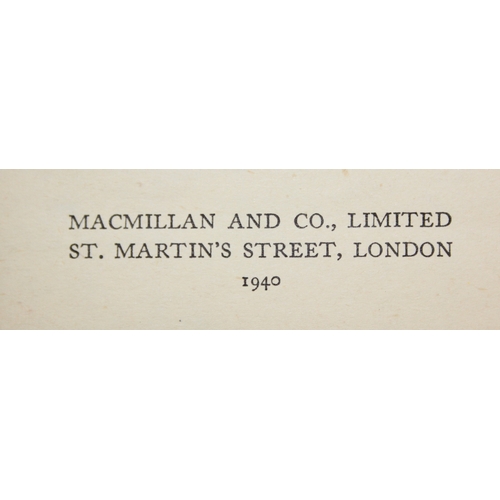 MACMILLAN AND CO., LIMITED
ST. MARTIN'S STREET, LONDON
1940